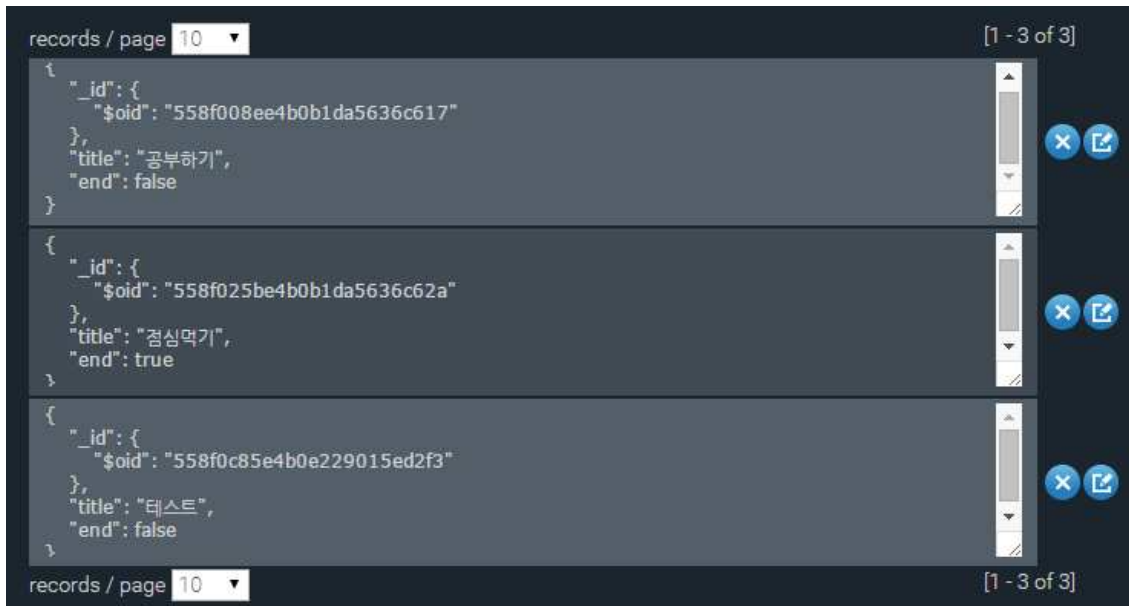 records / page 10
[1 - 3 of 3]
{
"_id": {
"$oid": "558f008ee4b0b1da5636c617"
},
"title": "공부하기",
"end": false
}
{
"_id": {
"$oid": "558f025be4b0b1da5636c62a"
},
"title": "점심먹기",
"end": true
}
{
"_id": {
"$oid": "558f0c85e4b0e229015ed2f3"
},
"title": "테스트",
"end": false
}
records / page 10
[1 - 3 of 3]